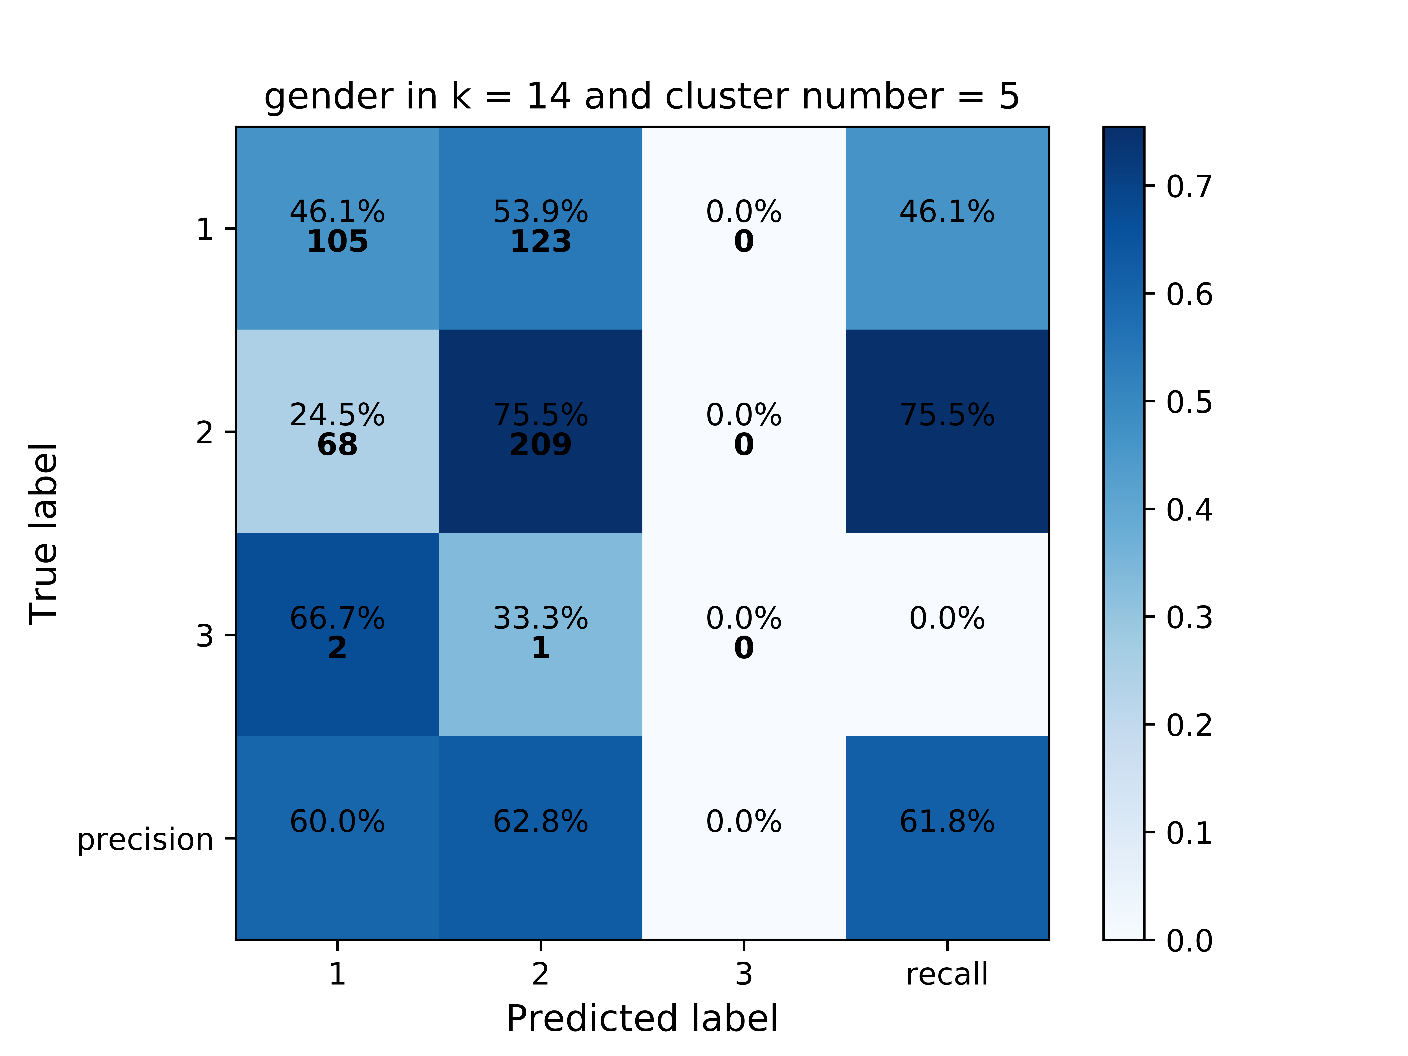 gender in k = 14 and cluster number = 5
46.1% 53.9% 0.0% 46.1%
1 105 123 0
24.5% 75.5% 0.0% 75.5%
2 68 209 0
66.7% 33.3% 0.0% 0.0%
3 2 1 0
60.0% 62.8% 0.0% 61.8%
precision
1 2 3 recall
Predicted label
True label
0.7
0.6
0.5
0.4
0.3
0.2
0.1
0.0